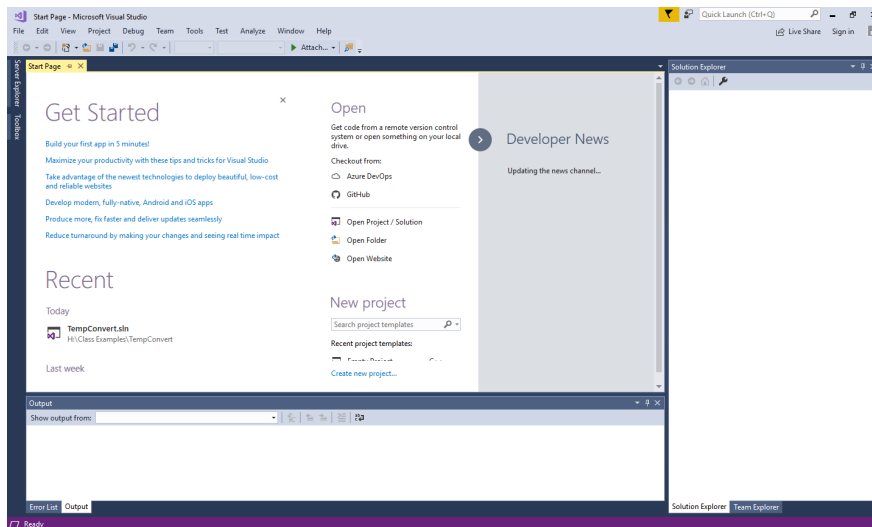 Start Page - Microsoft Visual Studio
Quick Launch (Ctrl+Q)
File Edit View Project Debug Team Tools Test Analyze Window Help
Live Share Sign in
Attach...
Server Explorer
Toolbox
Start Page
Get Started
Build your first app in 5 minutes!
Maximize your productivity with these tips and tricks for Visual Studio
Take advantage of the newest technologies to deploy beautiful, low-cost
and reliable websites
Develop modern, fully-native, Android and iOS apps
Produce more, fix faster and deliver updates seamlessly
Reduce turnaround by making your changes and seeing real time impact
Recent
Today
TempConvert.sln
H:\Class Examples\TempConvert
Last week
Open
Get code from a remote version control
system or open something on your local
drive.
Checkout from:
Azure DevOps
GitHub
Open Project / Solution
Open Folder
Open Website
New project
Search project templates
Recent project templates:
Empty Project C++
Create new project...
Developer News
Updating the news channel...
Solution Explorer
Output
Show output from:
Error List Output
Solution Explorer Team Explorer
Ready